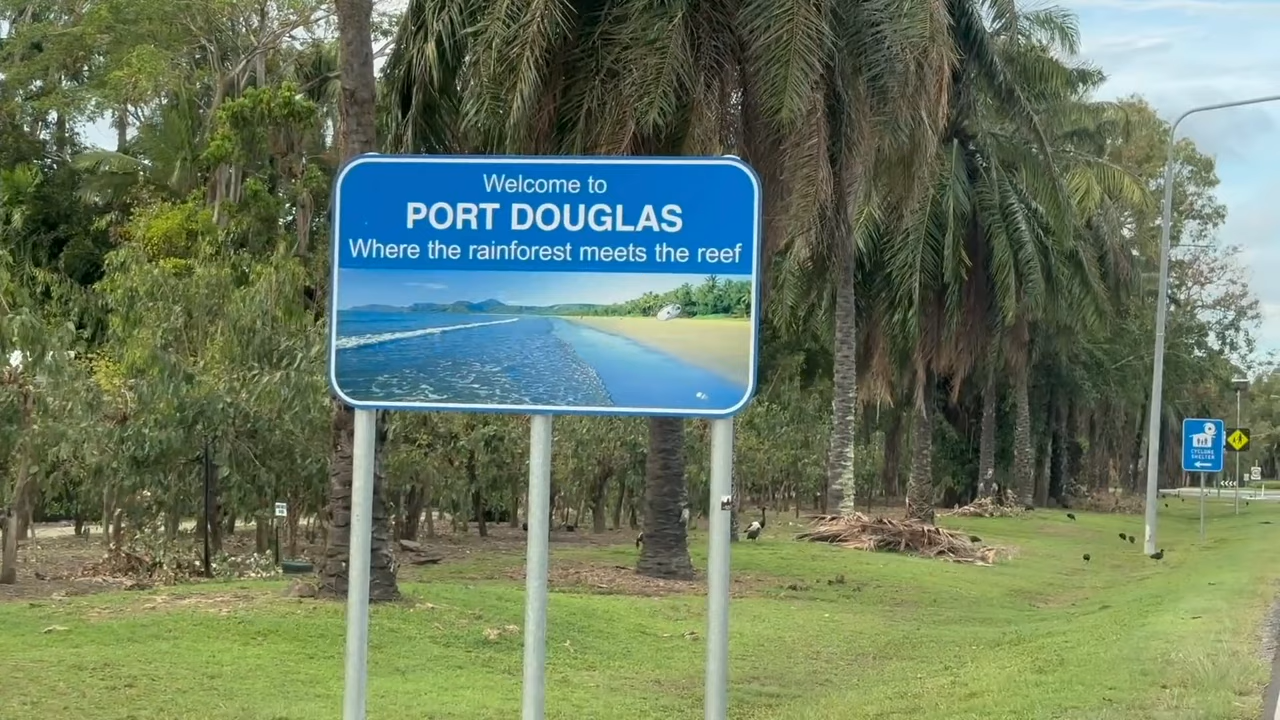 Welcome to
PORT DOUGLAS
Where the rainforest meets the reef
CYCLONE
SHELTER